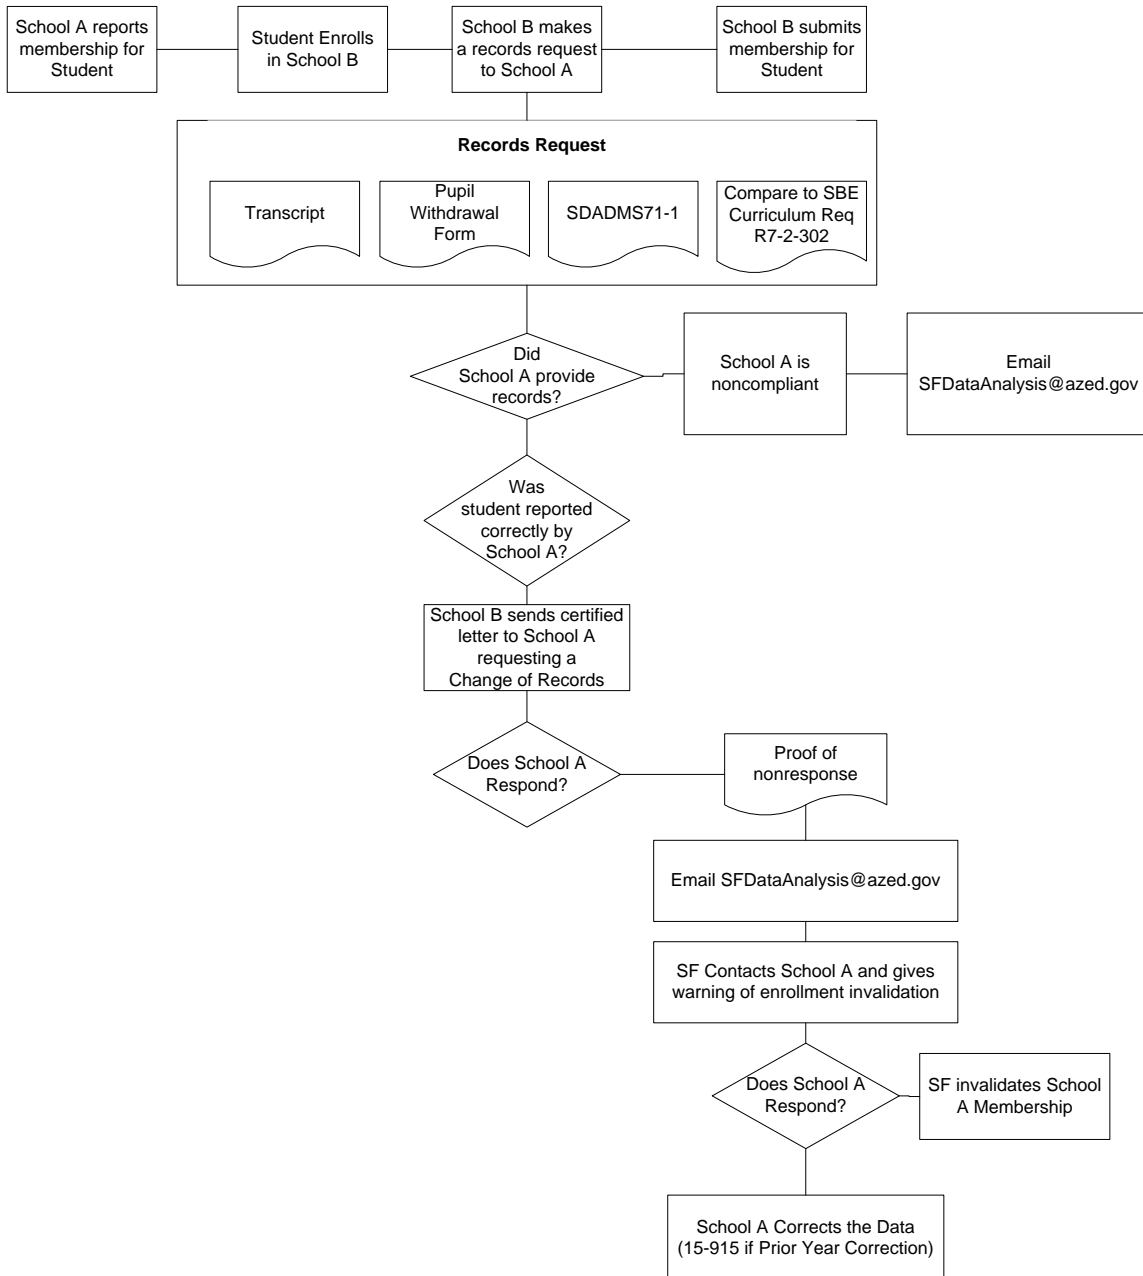 School A reports
membership for
Student
Student Enrolls
in School B
School B makes
a records request
to School A
School B submits
membership for
Student
Records Request
Transcript
Pupil
Withdrawal
Form
SDADMS71-1
Compare to SBE
Curriculum Req
R7-2-302
Did
School A provide
records?
School A is
noncompliant
Email
SFDataAnalysis@azed.gov
Was
student reported
correctly by
School A?
School B sends certified
letter to School A
requesting a
Change of Records
Does School A
Respond?
Proof of
nonresponse
Email SFDataAnalysis@azed.gov
SF Contacts School A and gives
warning of enrollment invalidation
Does School A
Respond?
SF invalidates School
A Membership
School A Corrects the Data
(15-915 if Prior Year Correction)